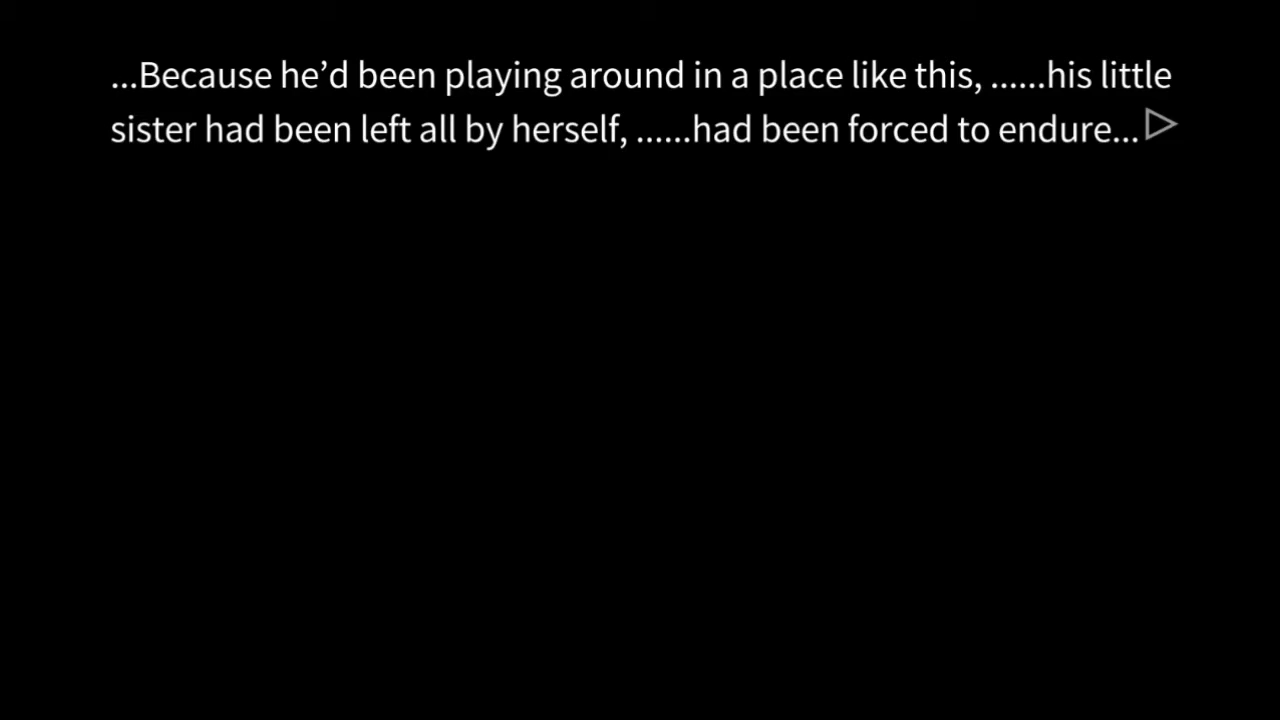 ...Because he’d been playing around in a place like this, ......his little
sister had been left all by herself, ......had been forced to endure...